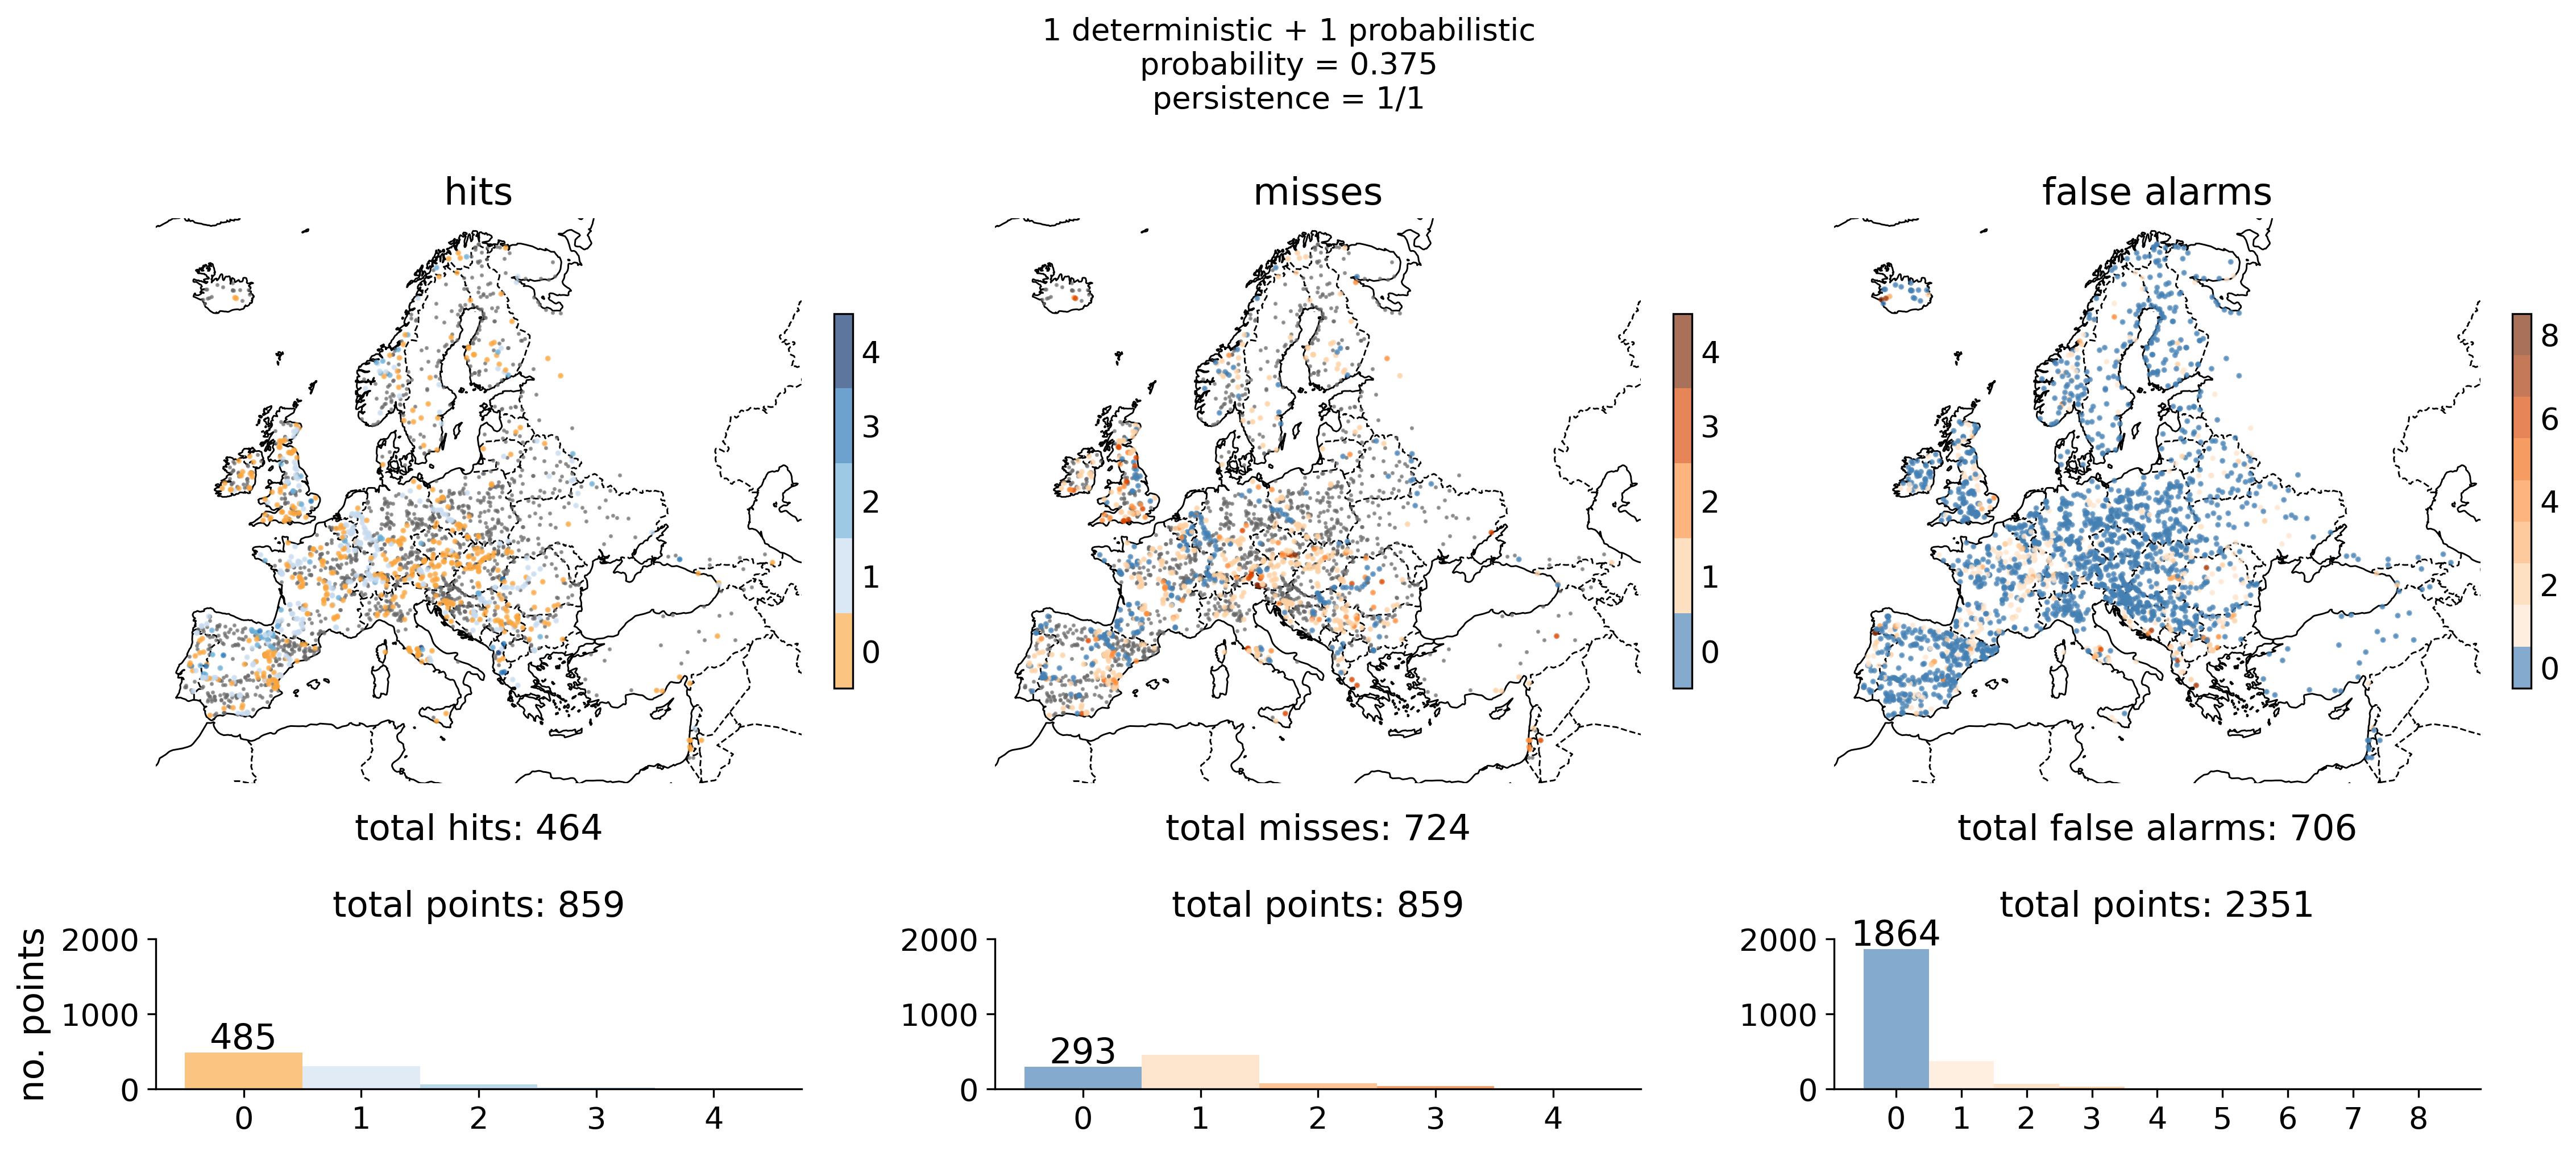 1 deterministic + 1 probabilistic
probability = 0.375
persistence = 1/1
hits
misses
false alarms
4
3
2
1
0
4
3
2
1
0
8
6
4
2
0
total hits: 464
total misses: 724
total false alarms: 706
total points: 859
total points: 859
total points: 2351
no. points
2000
1000
0
485
0 1 2 3 4
2000
1000
0
293
0 1 2 3 4
2000
1000
0
1864
0 1 2 3 4 5 6 7 8